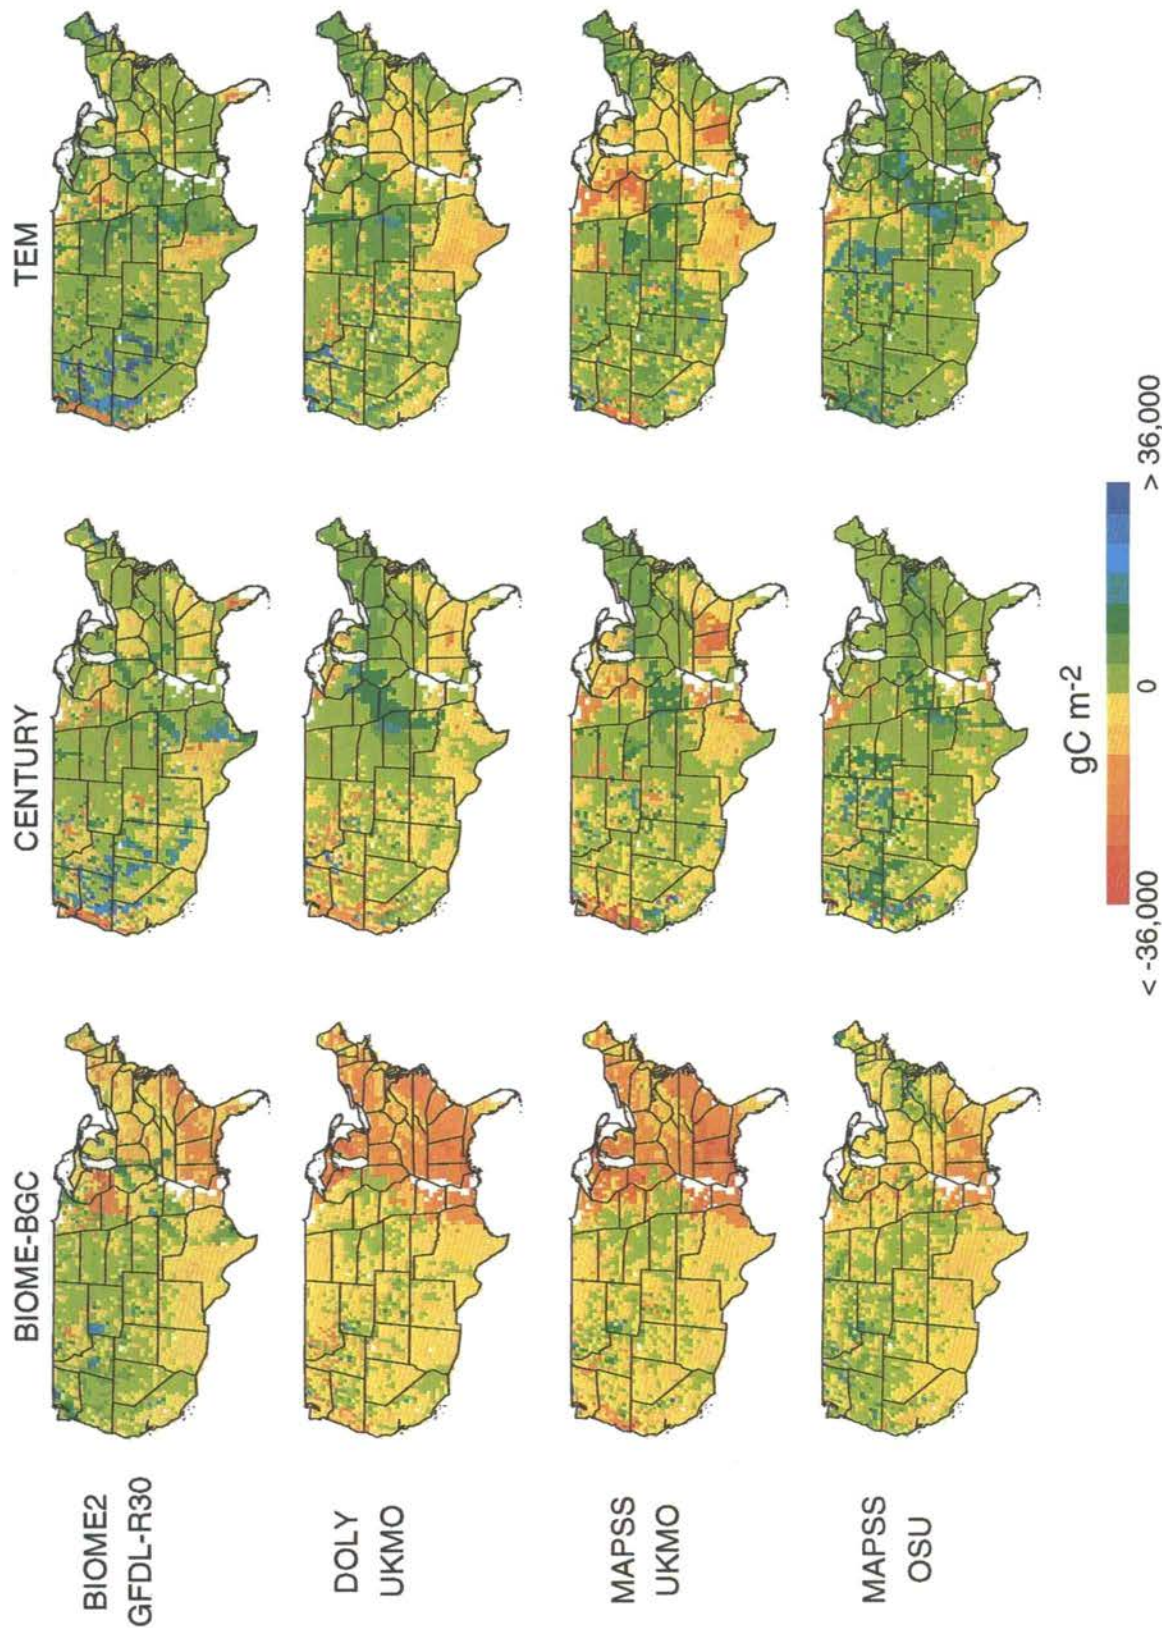 BIOME-BGC
CENTURY
TEM
BIOME2
GFDL-R30
DOLY
UKMO
MAPSS
UKMO
MAPSS
OSU
gC m-2
< -36,000
0
> 36,000